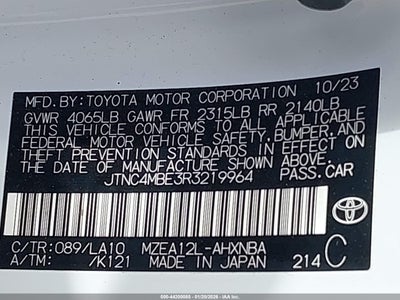 MFD.BY:TOYOTA MOTOR CORPORATION 10/23
GVWR 4065LB GAWR FR 2315LB RR 2140LB
THIS VEHICLE CONFORMS TO ALL APPLICABLE
FEDERAL MOTOR VEHICLE SAFETY, BUMPER, AND
THEFT PREVENTION STANDARDS IN EFFECT ON
THE DATE OF MANUFACTURE SHOWN ABOVE.
JTNC4MBE3R3219964 PASS.CAR
C/TR:089/LA10 MZEA12L-AHXNBA
A/TM: /K121 MADE IN JAPAN 214 C